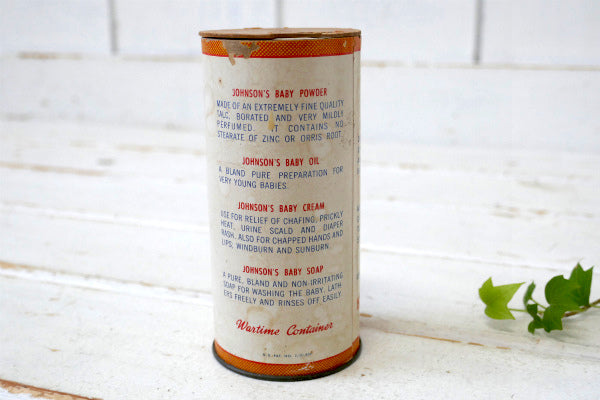 JOHNSON'S BABY POWDER
MADE OF AN EXTREMELY FINE QUALITY
TALC, BORATED AND VERY MILDLY
PERFUMED. IT CONTAINS NO
STEARATE OF ZINC OR ORRIS ROOT.
JOHNSON'S BABY OIL
A BLAND PURE PREPARATION FOR
VERY YOUNG BABIES.
JOHNSON'S BABY CREAM
USE FOR RELIEF OF CHAFING, PRICKLY
HEAT, URINE SCALD AND DIAPER
RASH. ALSO FOR CHAPPED HANDS AND
LIPS, WINDBURN AND SUNBURN.
JOHNSON'S BABY SOAP
A PURE, BLAND AND NON-IRRITATING
SOAP FOR WASHING THE BABY. LATH-
ERS FREELY AND RINSES OFF EASILY.
Wartime Container